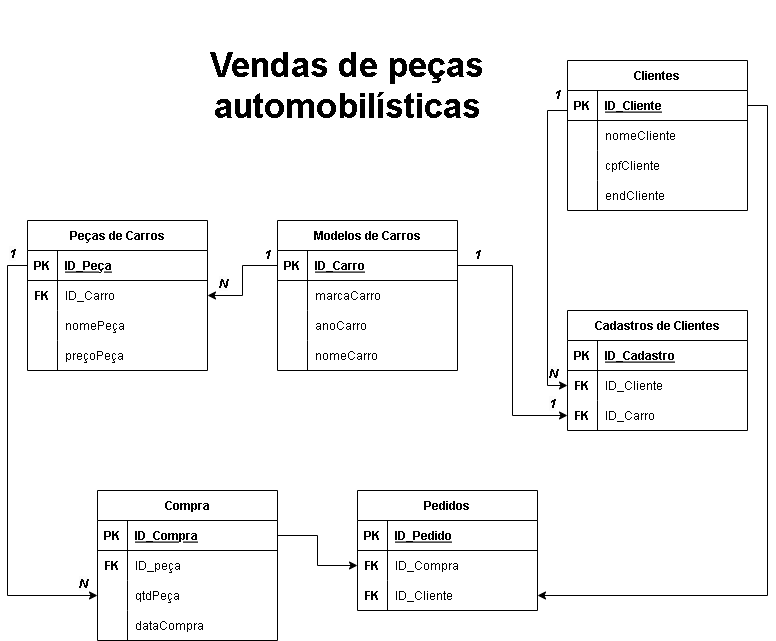 Vendas de peças
automobilísticas
Clientes
1
PK ID_Cliente
nomeCliente
cpfCliente
endCliente
Peças de Carros
1
PK ID_Peça
FK ID_Carro
nomePeça
preçoPeça
N
Modelos de Carros
1
PK ID_Carro
1
marcaCarro
anoCarro
nomeCarro
Cadastros de Clientes
PK ID_Cadastro
N
FK ID_Cliente
1
FK ID_Carro
Compra
PK ID_Compra
FK ID_peça
N
qtdPeça
dataCompra
Pedidos
PK ID_Pedido
FK ID_Compra
FK ID_Cliente